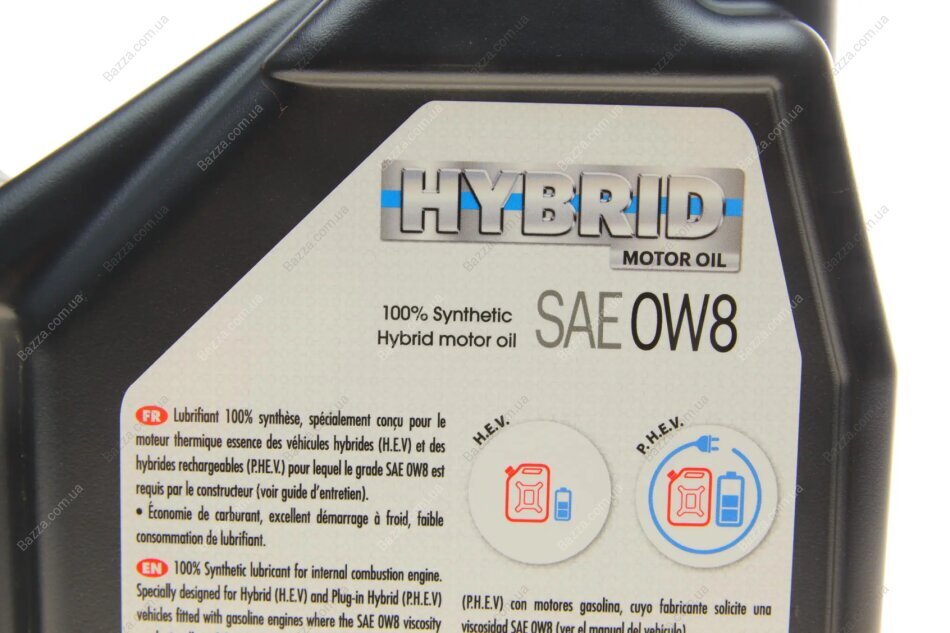 HYBRID
MOTOR OIL
100% Synthetic
Hybrid motor oil
SAE 0W8
FR Lubrifiant 100% synthèse, spécialement conçu pour le
moteur thermique essence des véhicules hybrides (H.E.V) et des
hybrides rechargeables (P.H.E.V.) pour lequel le grade SAE 0W8 est
requis par le constructeur (voir guide d'entretien).
• Économie de carburant, excellent démarrage à froid, faible
consommation de lubrifiant.
EN 100% Synthetic lubricant for internal combustion engine.
Specially designed for Hybrid (H.E.V) and Plug-in Hybrid (P.H.E.V)
vehicles fitted with gasoline engines where the SAE 0W8 viscosity
H.E.V.
P.H.E.V.
(P.H.E.V) con motores gasolina, cuyo fabricante solicite una
viscosidad SAE 0W8 (ver el manual del vehículo).
Bazza.com.ua